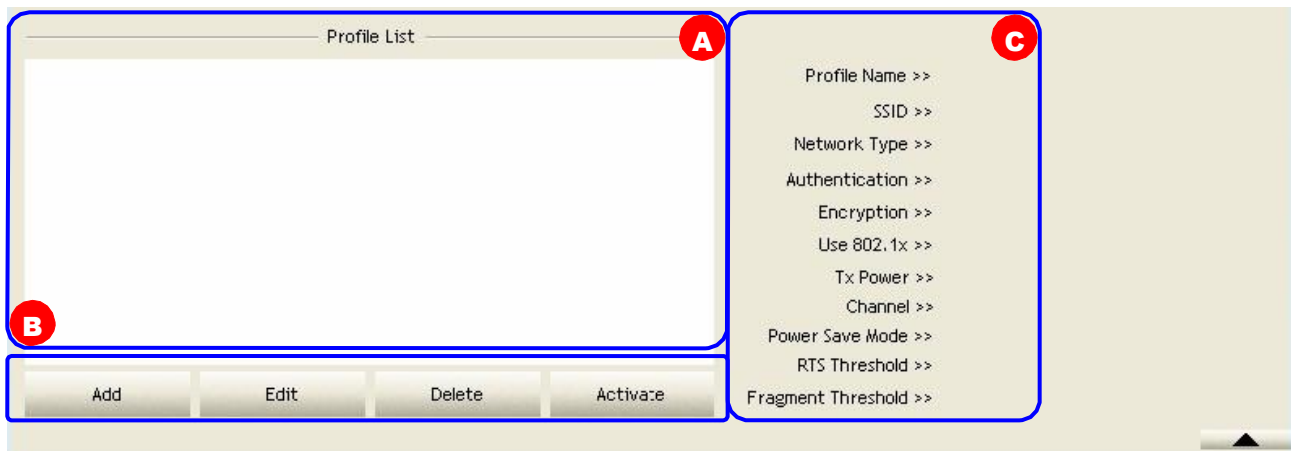 Profile List
A
B
Add
Edit
Delete
Activate
C
Profile Name >>
SSID >>
Network Type >>
Authentication >>
Encryption >>
Use 802.1x >>
Tx Power >>
Channel >>
Power Save Mode >>
RTS Threshold >>
Fragment Threshold >>